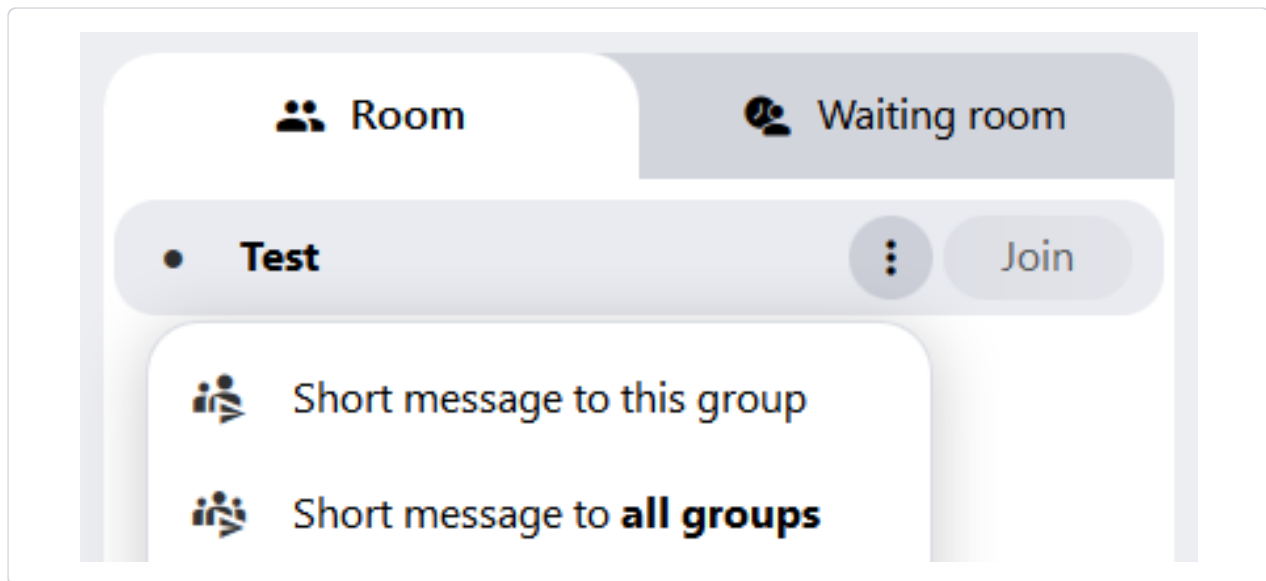 Room
Waiting room
Test
Join
Short message to this group
Short message to all groups